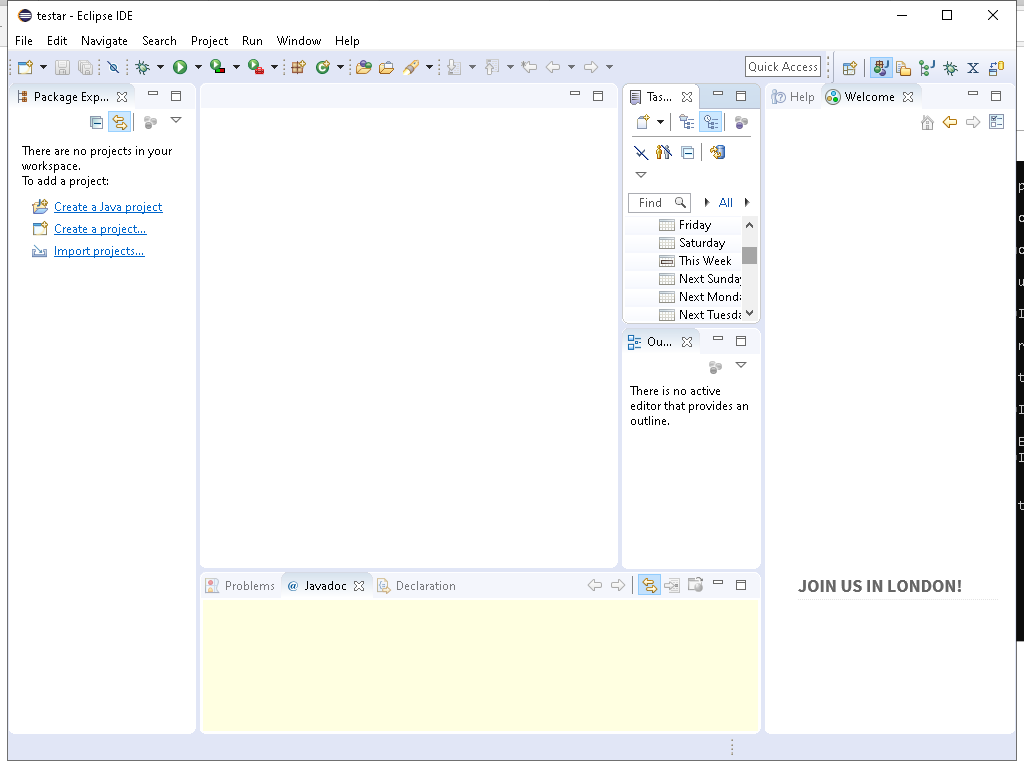 testar - Eclipse IDE
File Edit Navigate Search Project Run Window Help
Quick Access
Package Exp...
There are no projects in your
workspace.
To add a project:
Create a Java project
Create a project...
Import projects...
Tas...
Find
All
Friday
Saturday
This Week
Next Sunday
Next Monda
Next Tuesda
Ou...
There is no active
editor that provides an
outline.
Help
Welcome
JOIN US IN LONDON!
Problems
@ Javadoc
Declaration